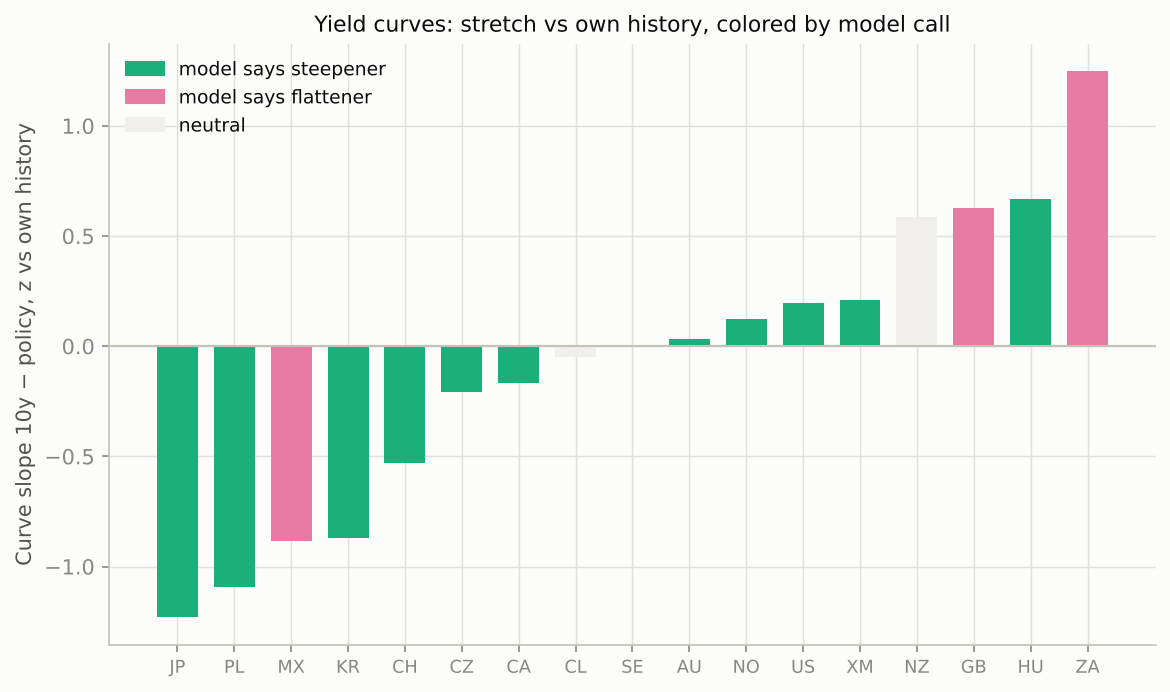 Yield curves: stretch vs own history, colored by model call
model says steepener
model says flattener
neutral
Curve slope 10y − policy, z vs own history
1.0
0.5
0.0
−0.5
−1.0
JP PL MX KR CH CZ CA CL SE AU NO US XM NZ GB HU ZA